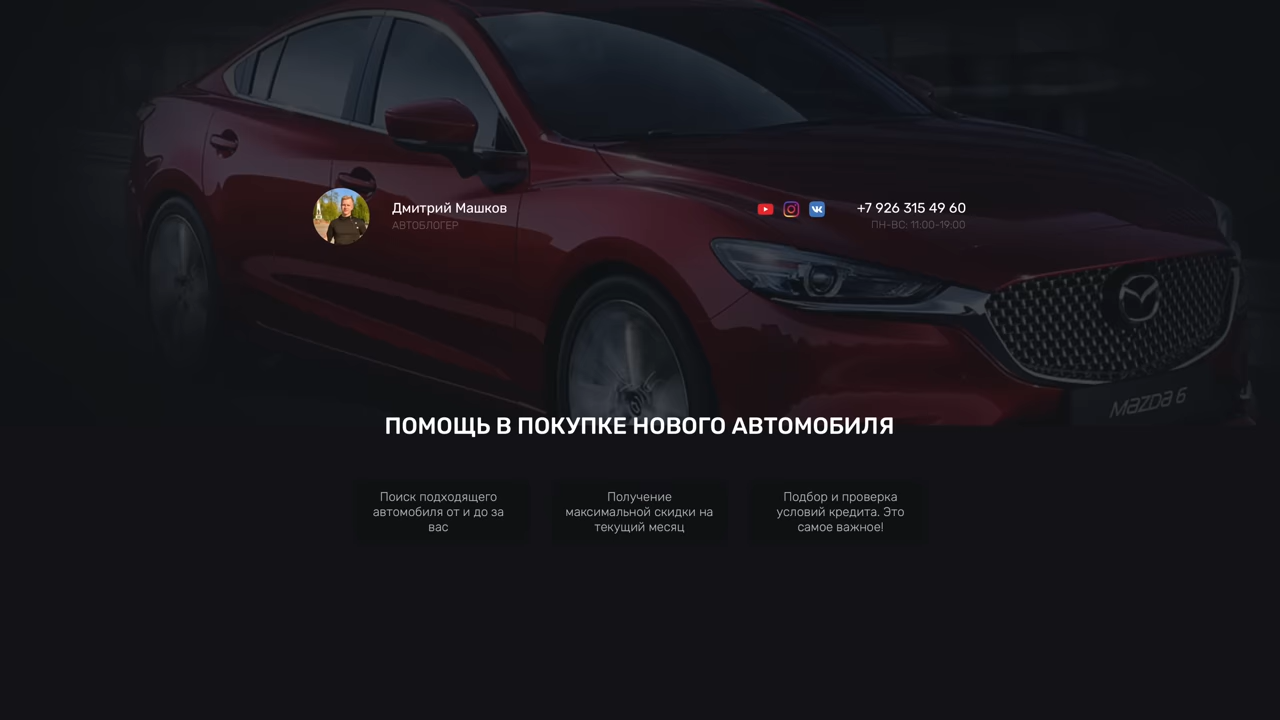 Дмитрий Машков
АВТОБЛОГЕР
+7 926 315 49 60
ПН-ВС: 11:00-19:00
MAZDA 6
ПОМОЩЬ В ПОКУПКЕ НОВОГО АВТОМОБИЛЯ
Поиск подходящего
автомобиля от и до за
вас
Получение
максимальной скидки на
текущий месяц
Подбор и проверка
условий кредита. Это
самое важное!